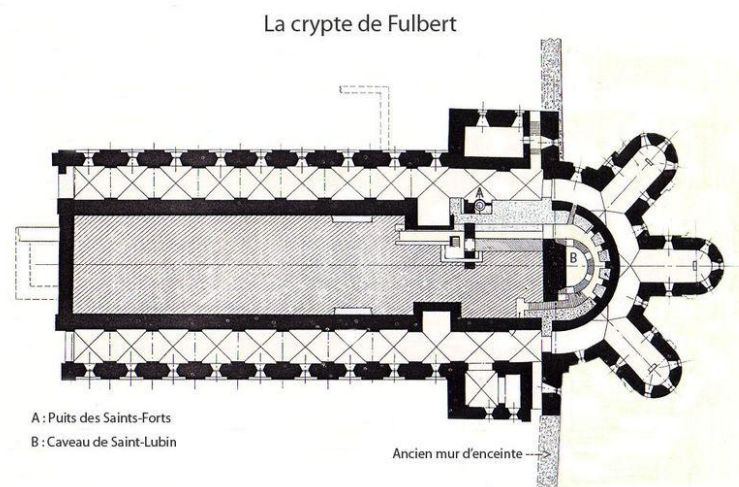 La crypte de Fulbert
A
B
A : Puits des Saints-Forts
B : Caveau de Saint-Lubin
Ancien mur d'enceinte --->